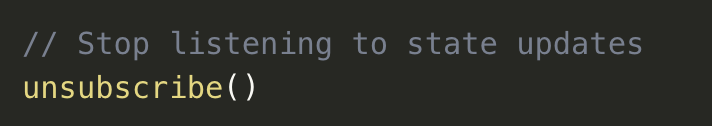 // Stop listening to state updates
unsubscribe()